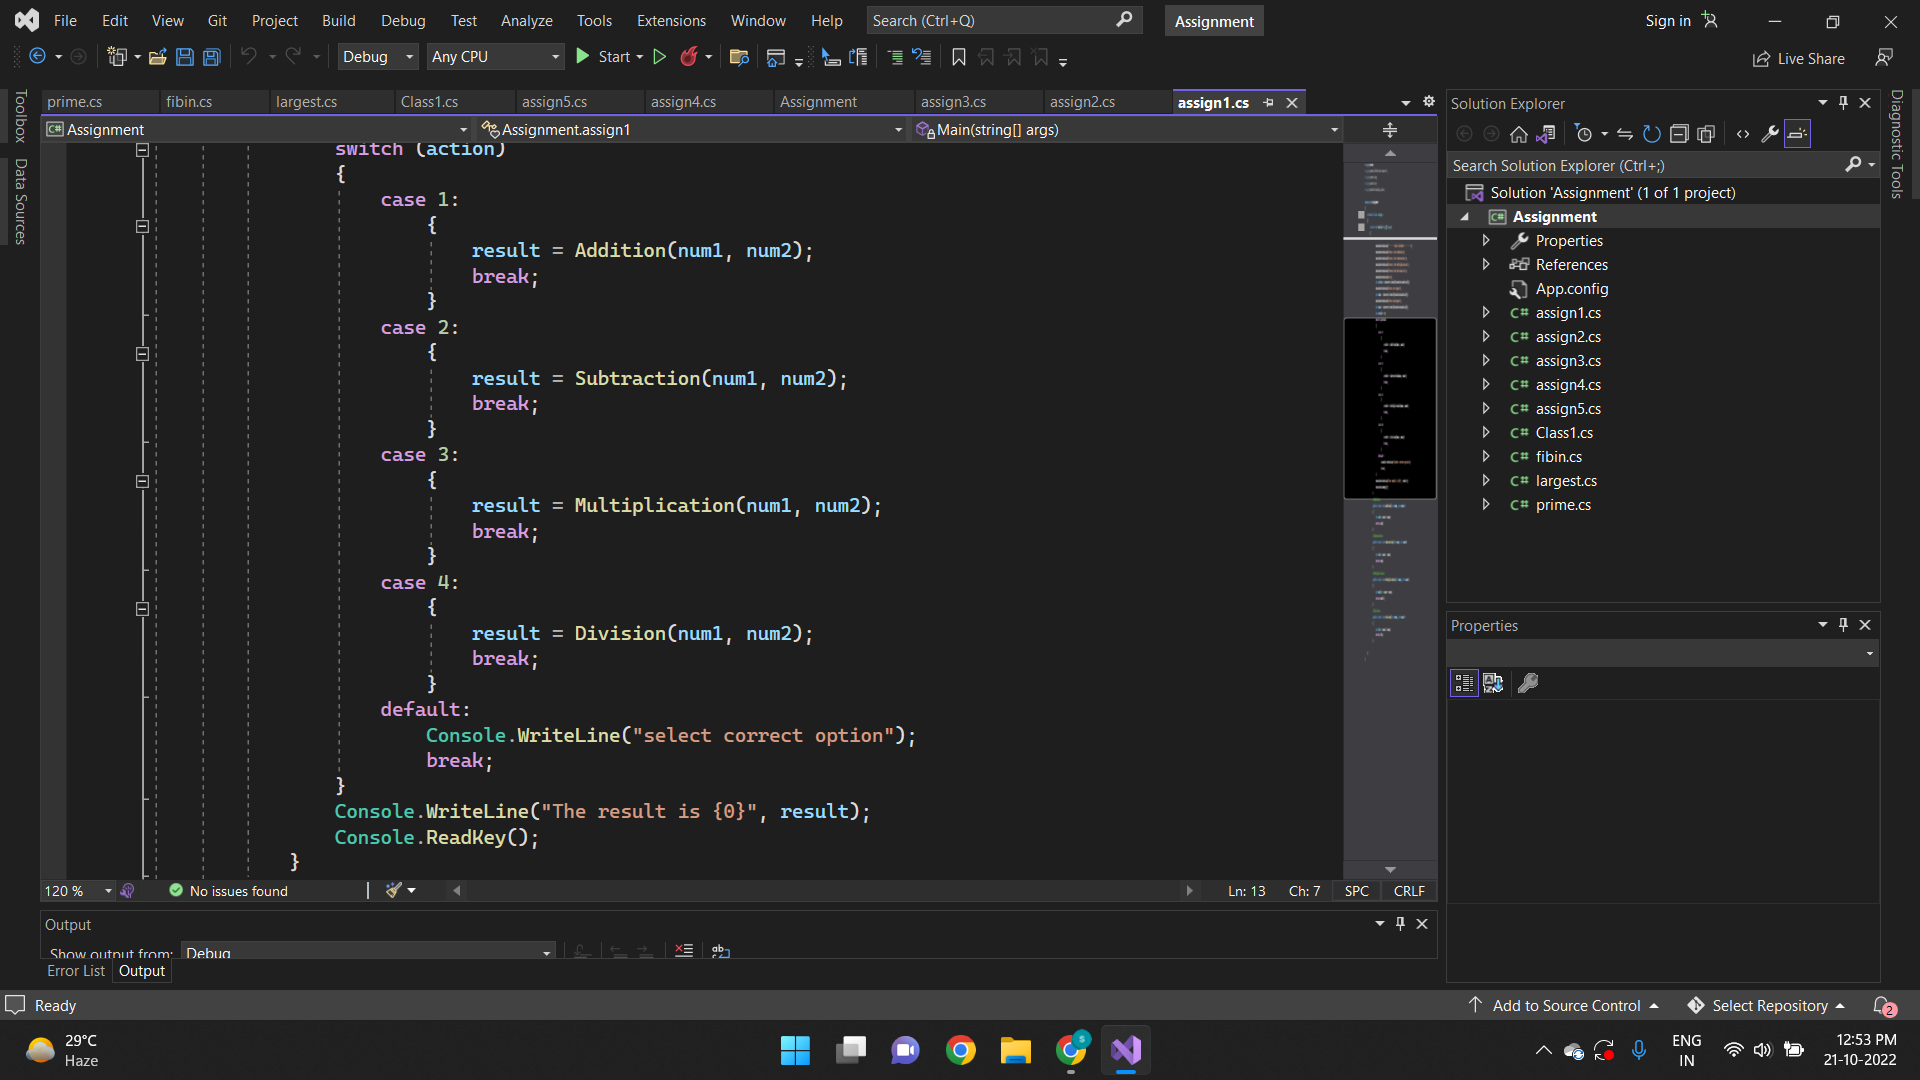 File Edit View Git Project Build Debug Test Analyze Tools Extensions Window Help Search (Ctrl+Q) Assignment Sign in
Debug Any CPU Start Live Share
Toolbox
Data Sources
prime.cs fibin.cs largest.cs Class1.cs assign5.cs assign4.cs Assignment assign3.cs assign2.cs assign1.cs
Assignment Assignment.assign1 Main(string[] args)
switch (action)
{
case 1:
{
result = Addition(num1, num2);
break;
}
case 2:
{
result = Subtraction(num1, num2);
break;
}
case 3:
{
result = Multiplication(num1, num2);
break;
}
case 4:
{
result = Division(num1, num2);
break;
}
default:
Console.WriteLine("select correct option");
break;
}
Console.WriteLine("The result is {0}", result);
Console.ReadKey();
}
120 % No issues found Ln: 13 Ch: 7 SPC CRLF
Output
Show output from: Debug
Error List Output
Solution Explorer
Search Solution Explorer (Ctrl+;)
Solution 'Assignment' (1 of 1 project)
C# Assignment
Properties
References
App.config
C# assign1.cs
C# assign2.cs
C# assign3.cs
C# assign4.cs
C# assign5.cs
C# Class1.cs
C# fibin.cs
C# largest.cs
C# prime.cs
Properties
Diagnostic Tools
Ready Add to Source Control Select Repository 2
29°C
Haze
S
ENG
IN
12:53 PM
21-10-2022